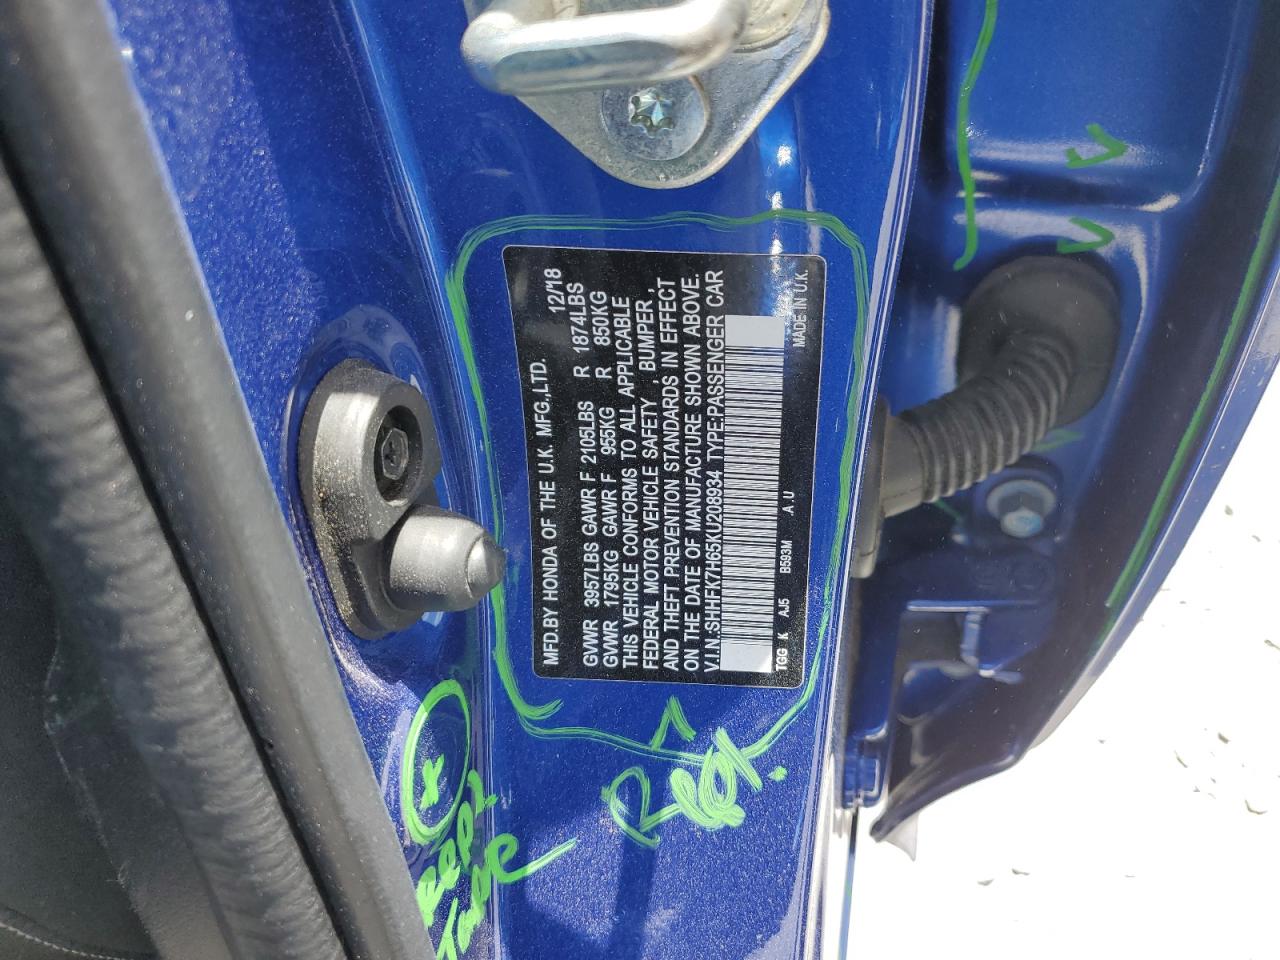 MFD.BY HONDA OF THE U.K. MFG.,LTD. 12/18
GVWR 3957LBS GAWR F 2105LBS R 1874LBS
GVWR 1795KG GAWR F 955KG R 850KG
THIS VEHICLE CONFORMS TO ALL APPLICABLE
FEDERAL MOTOR VEHICLE SAFETY , BUMPER ,
AND THEFT PREVENTION STANDARDS IN EFFECT
ON THE DATE OF MANUFACTURE SHOWN ABOVE.
V.I.N.:SHHFK7H65KU208934 TYPE:PASSENGER CAR
TGG K AJ5 B593M A.U MADE IN U.K.
X